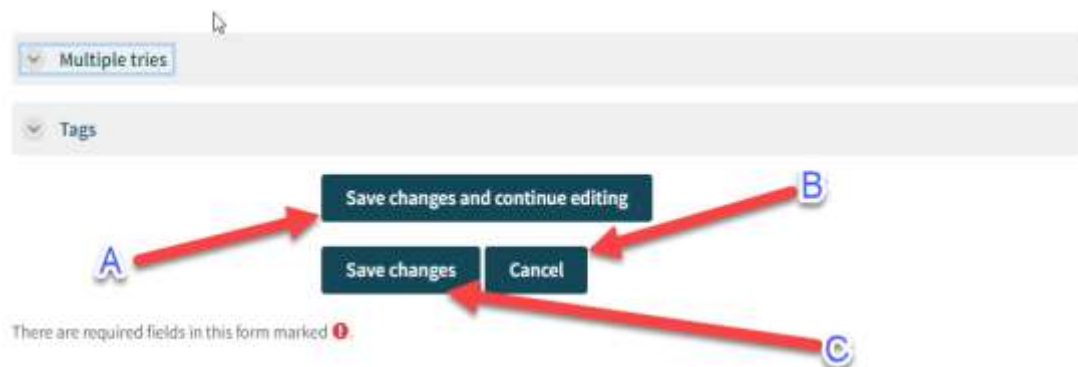 Multiple tries
Tags
Save changes and continue editing
B
A
Save changes Cancel
There are required fields in this form marked !.
C